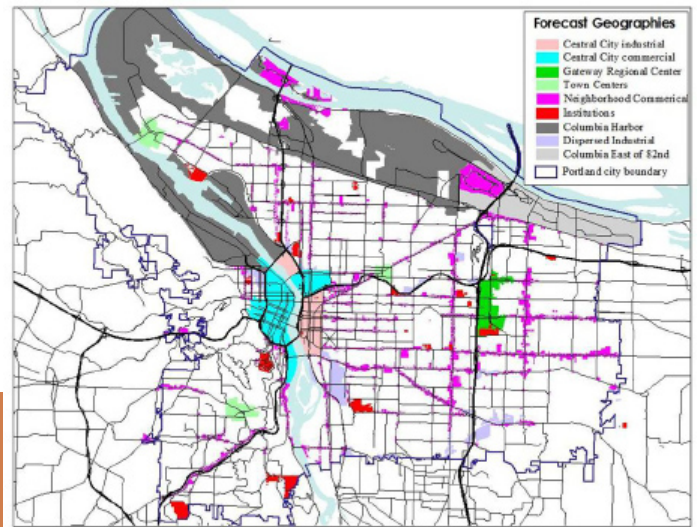 Forecast Geographies
Central City industrial
Central City commercial
Gateway Regional Center
Town Centers
Neighborhood Commerical
Institutions
Columbia Harbor
Dispersed Industrial
Columbia East of 82nd
Portland city boundary